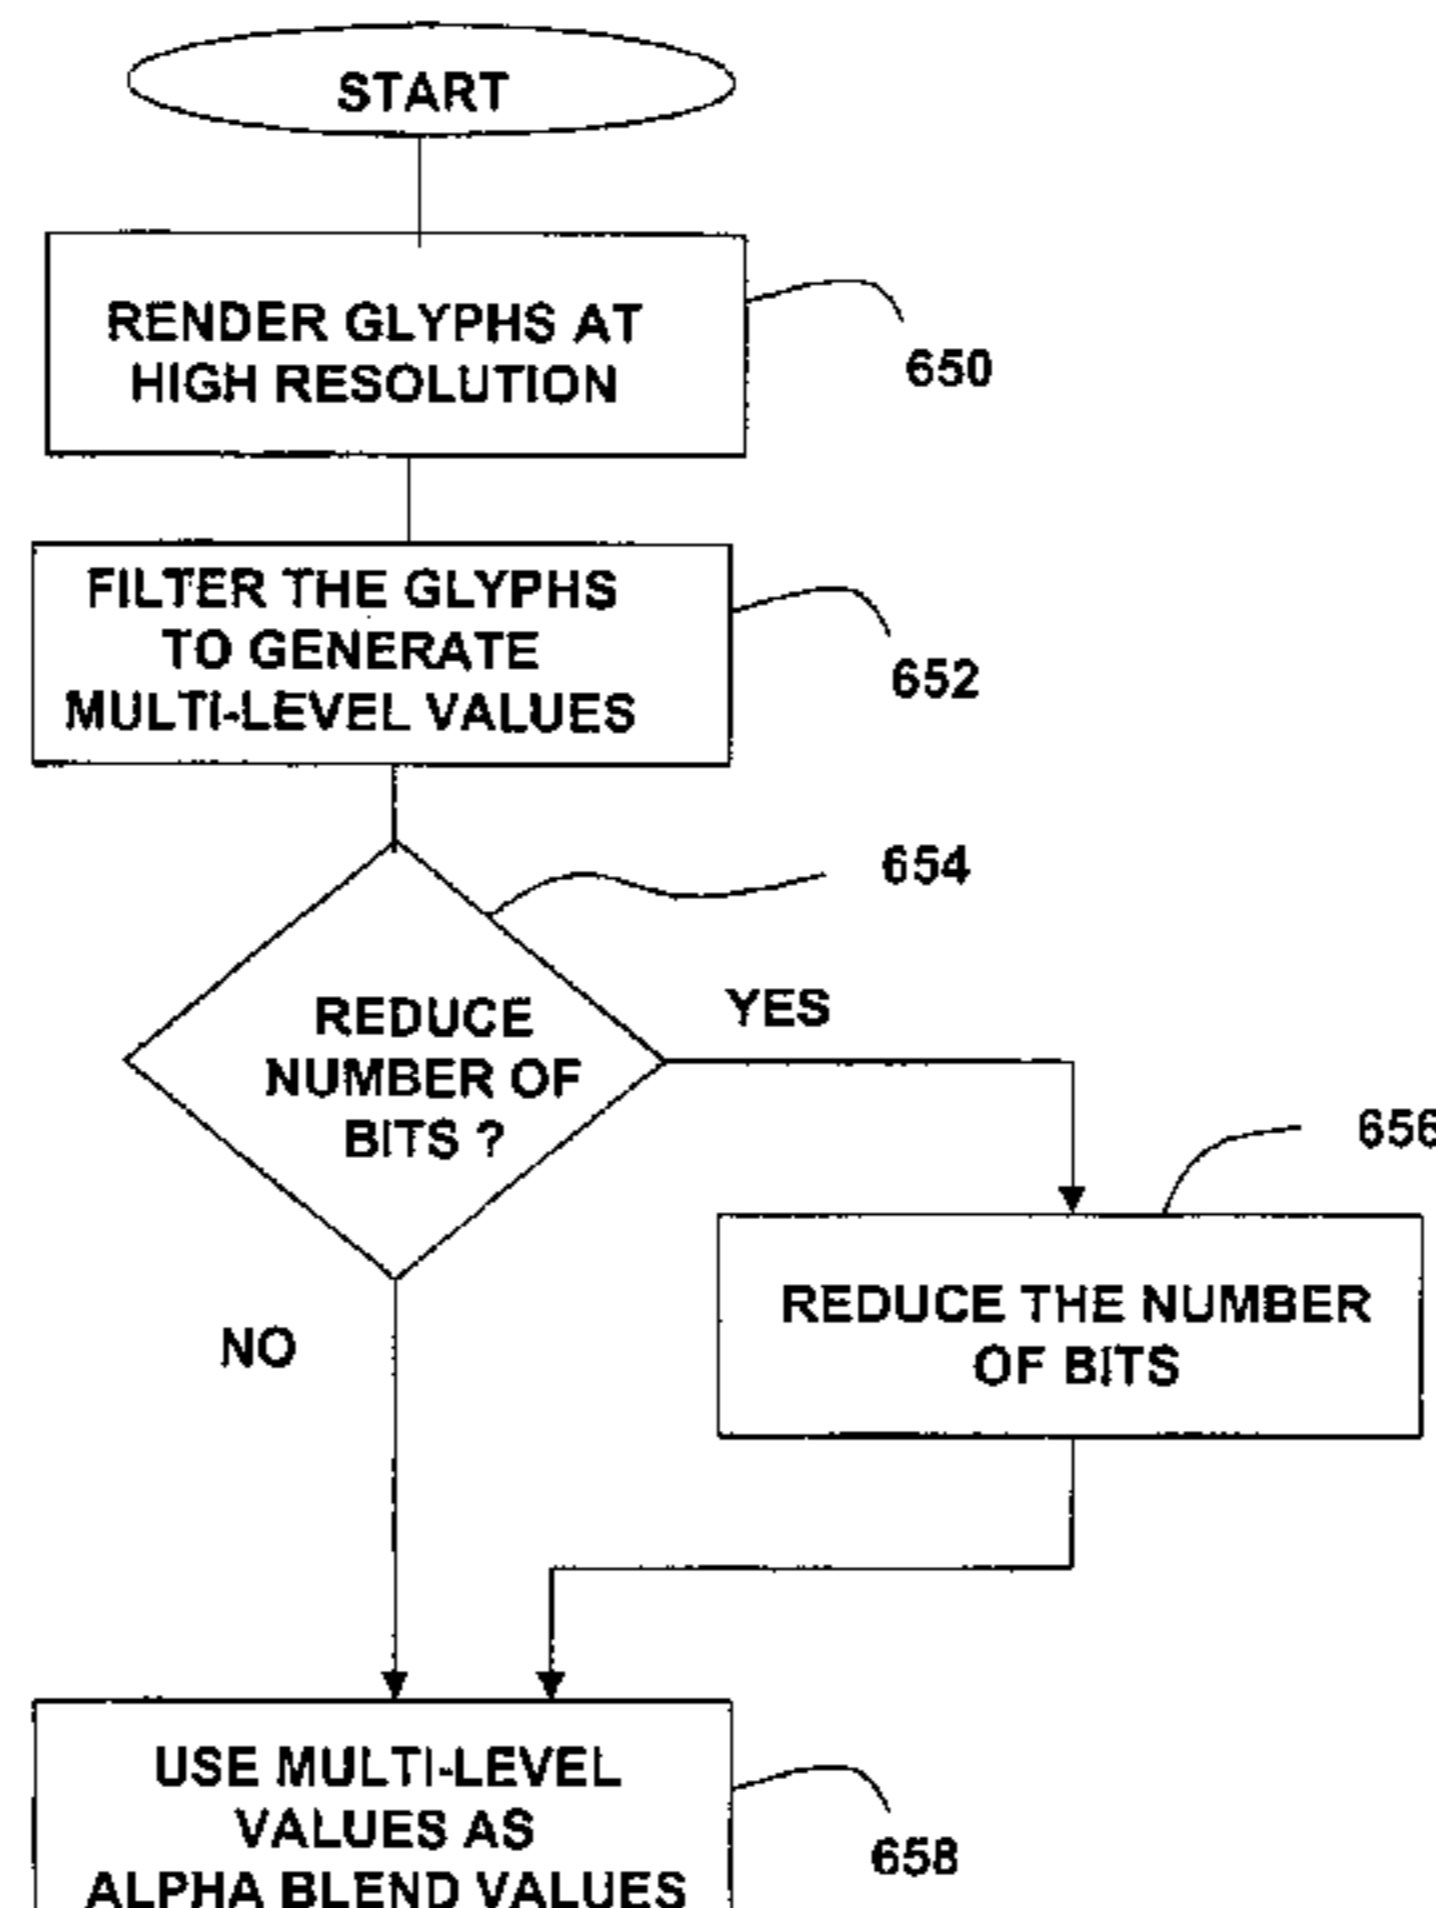 START
RENDER GLYPHS AT
HIGH RESOLUTION
650
FILTER THE GLYPHS
TO GENERATE
MULTI-LEVEL VALUES
652
654
REDUCE
NUMBER OF
BITS ?
YES
656
REDUCE THE NUMBER
OF BITS
NO
USE MULTI-LEVEL
VALUES AS
ALPHA BLEND VALUES
658